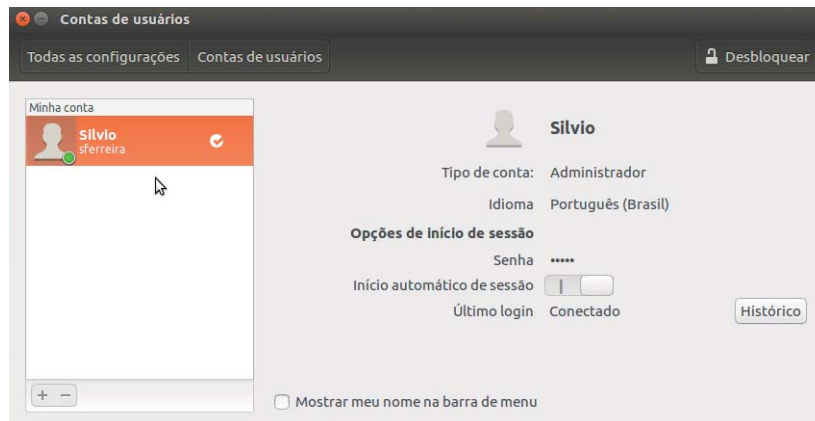 Contas de usuários
Todas as configurações Contas de usuários Desbloquear
Minha conta
Silvio
sferreira
Silvio
Tipo de conta: Administrador
Idioma Português (Brasil)
Opções de início de sessão
Senha •••••
Início automático de sessão
Último login Conectado Histórico
+ −
Mostrar meu nome na barra de menu